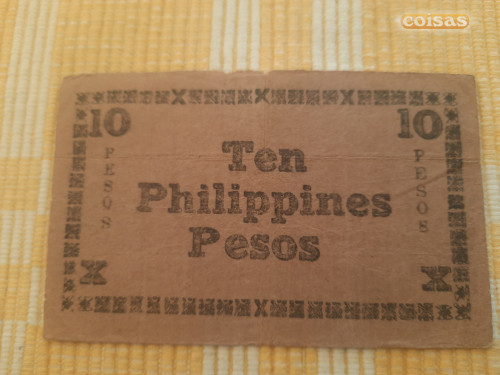 coisas
10 10
PESOS PESOS
Ten
Philippines
Pesos
X X